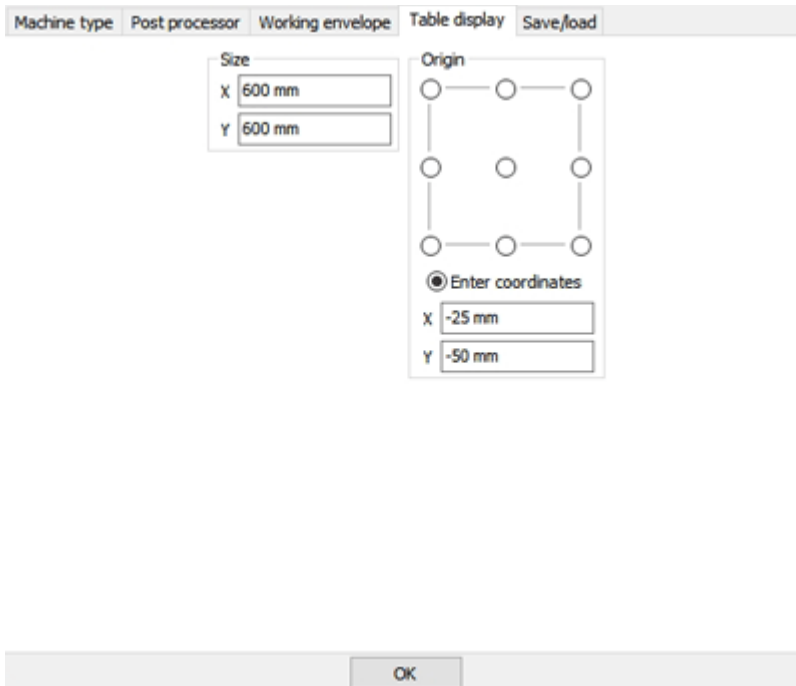 Machine type Post processor Working envelope Table display Save/load
Size
X 600 mm
Y 600 mm
Origin
Enter coordinates
X -25 mm
Y -50 mm
OK